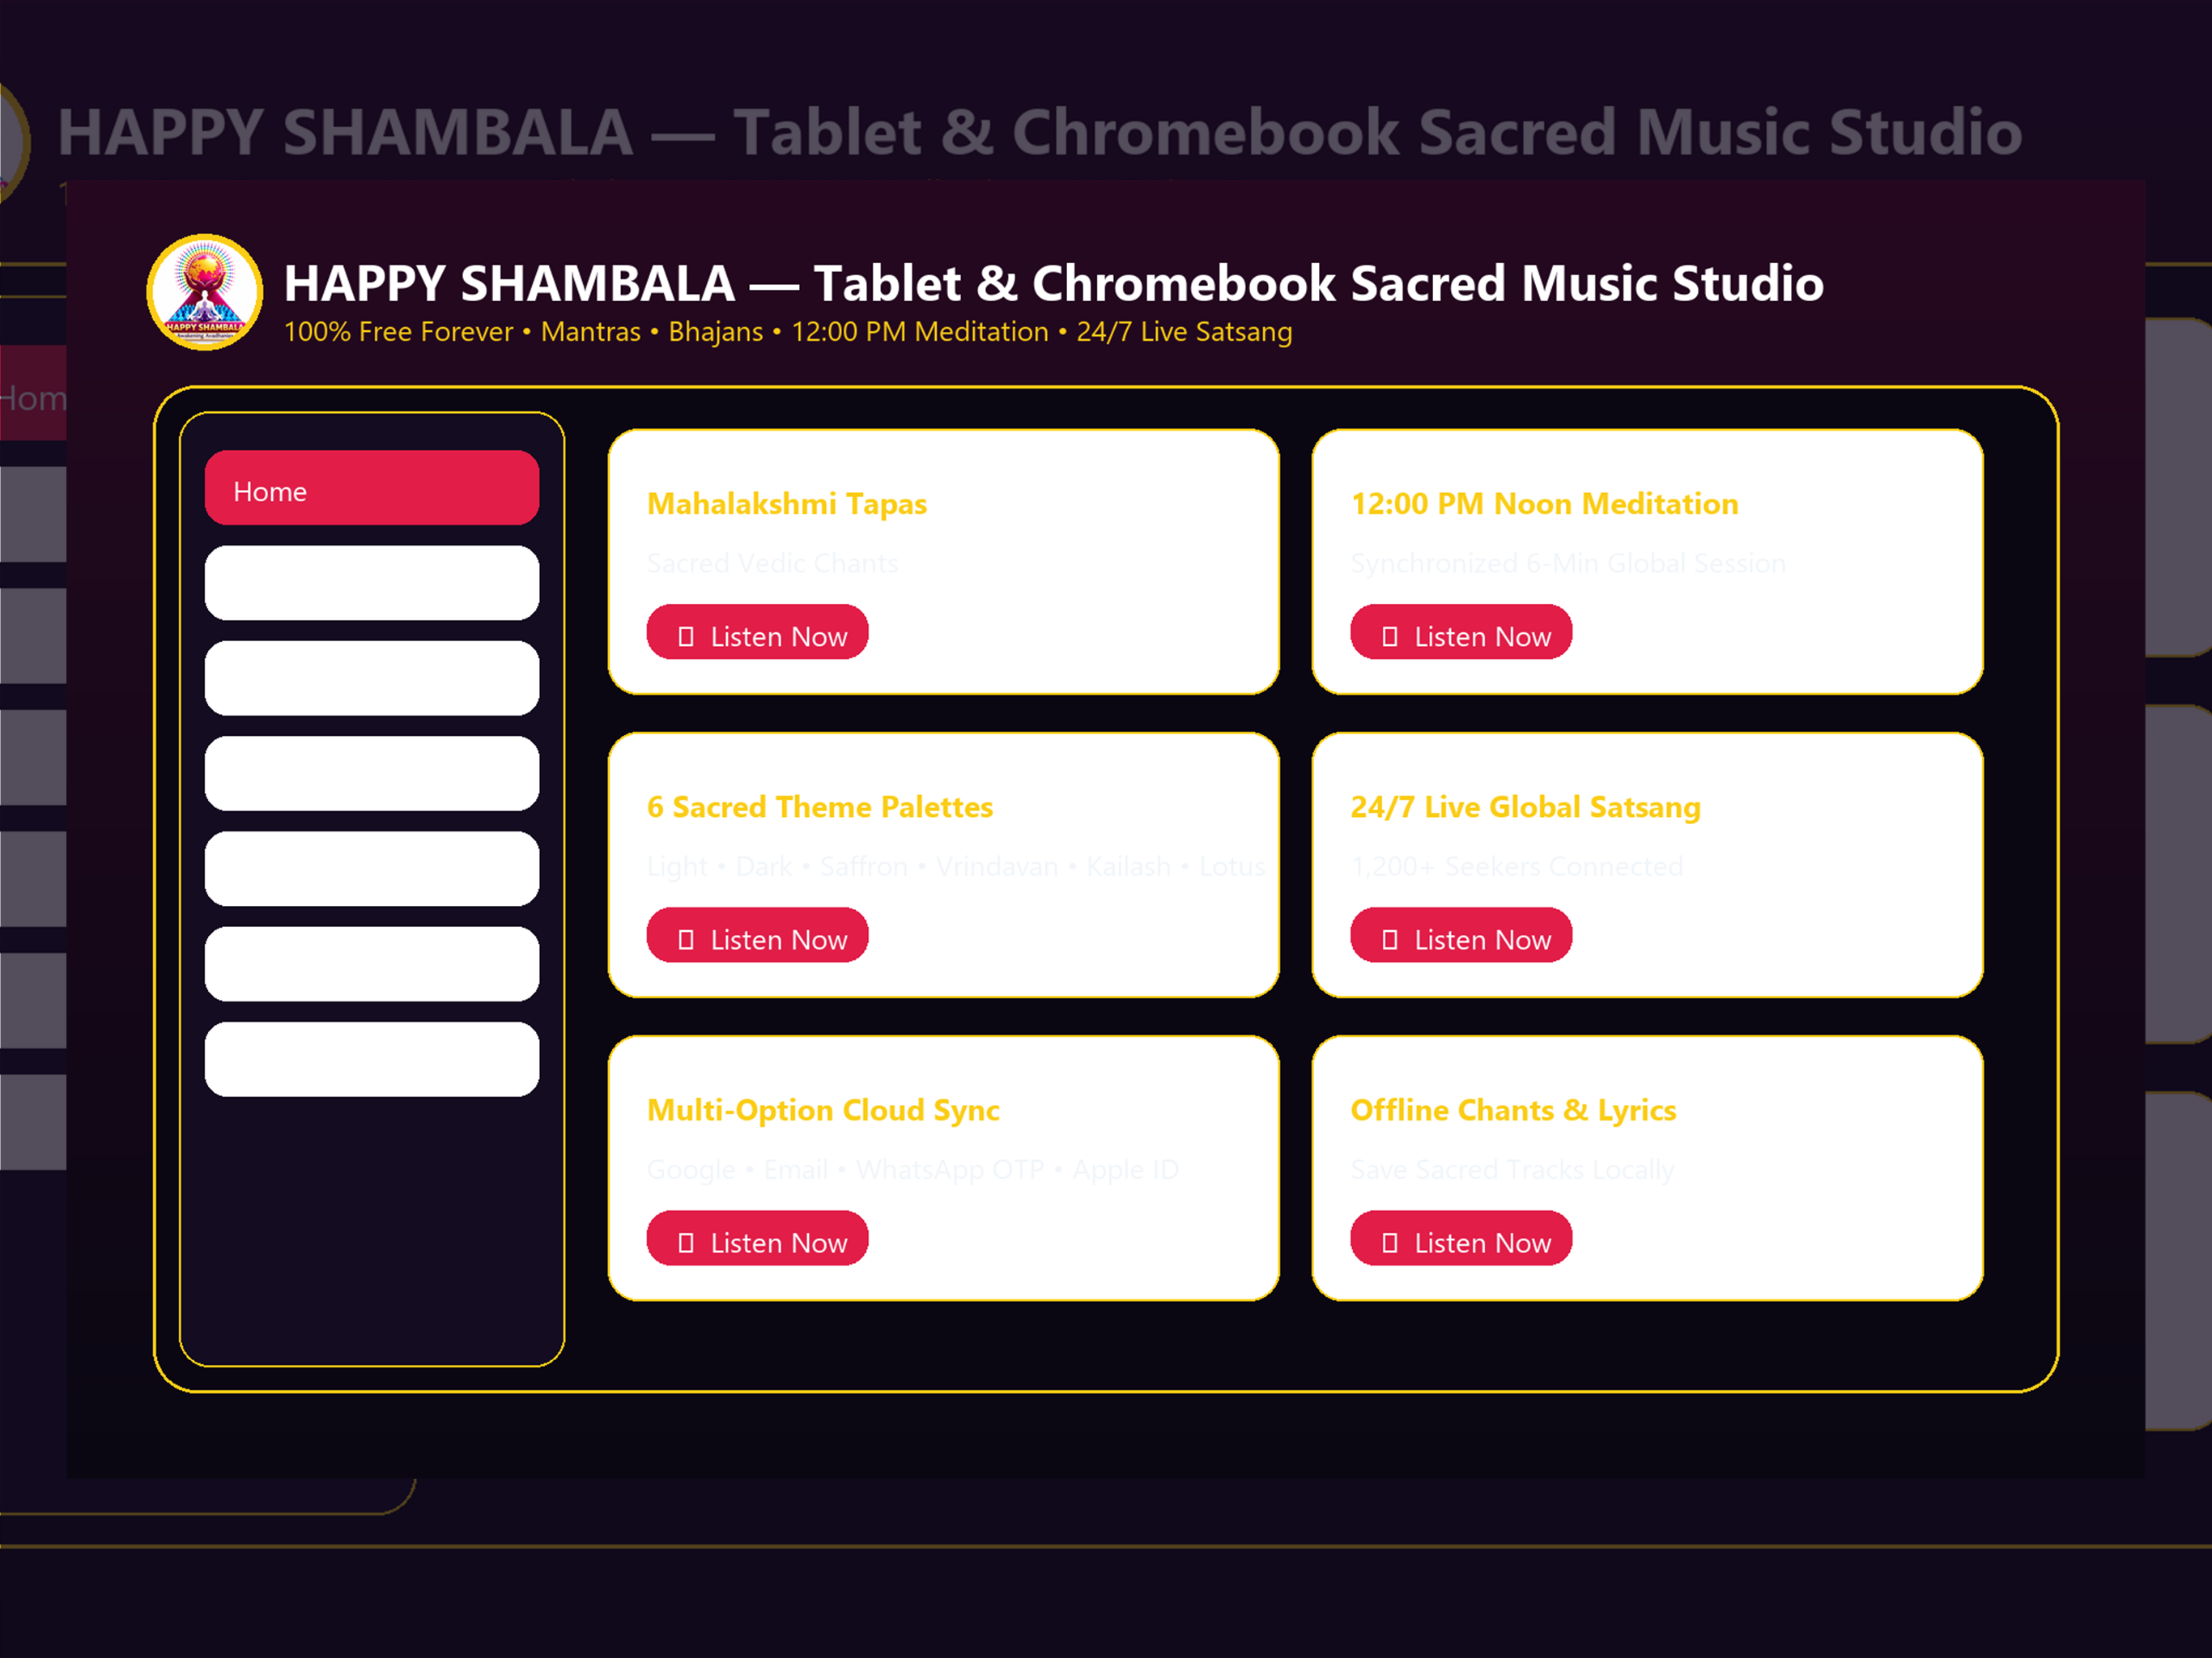 HAPPY SHAMBALA — Tablet & Chromebook Sacred Music Studio
HAPPY SHAMBALA — Tablet & Chromebook Sacred Music Studio
100% Free Forever • Mantras • Bhajans • 12:00 PM Meditation • 24/7 Live Satsang
HAPPY SHAMBALA
Hom
Home
Mahalakshmi Tapas
Sacred Vedic Chants
Listen Now
12:00 PM Noon Meditation
Synchronized 6-Min Global Session
Listen Now
6 Sacred Theme Palettes
Light • Dark • Saffron • Vrindavan • Kailash • Lotus
Listen Now
24/7 Live Global Satsang
1,200+ Seekers Connected
Listen Now
Multi-Option Cloud Sync
Google • Email • WhatsApp OTP • Apple ID
Listen Now
Offline Chants & Lyrics
Save Sacred Tracks Locally
Listen Now